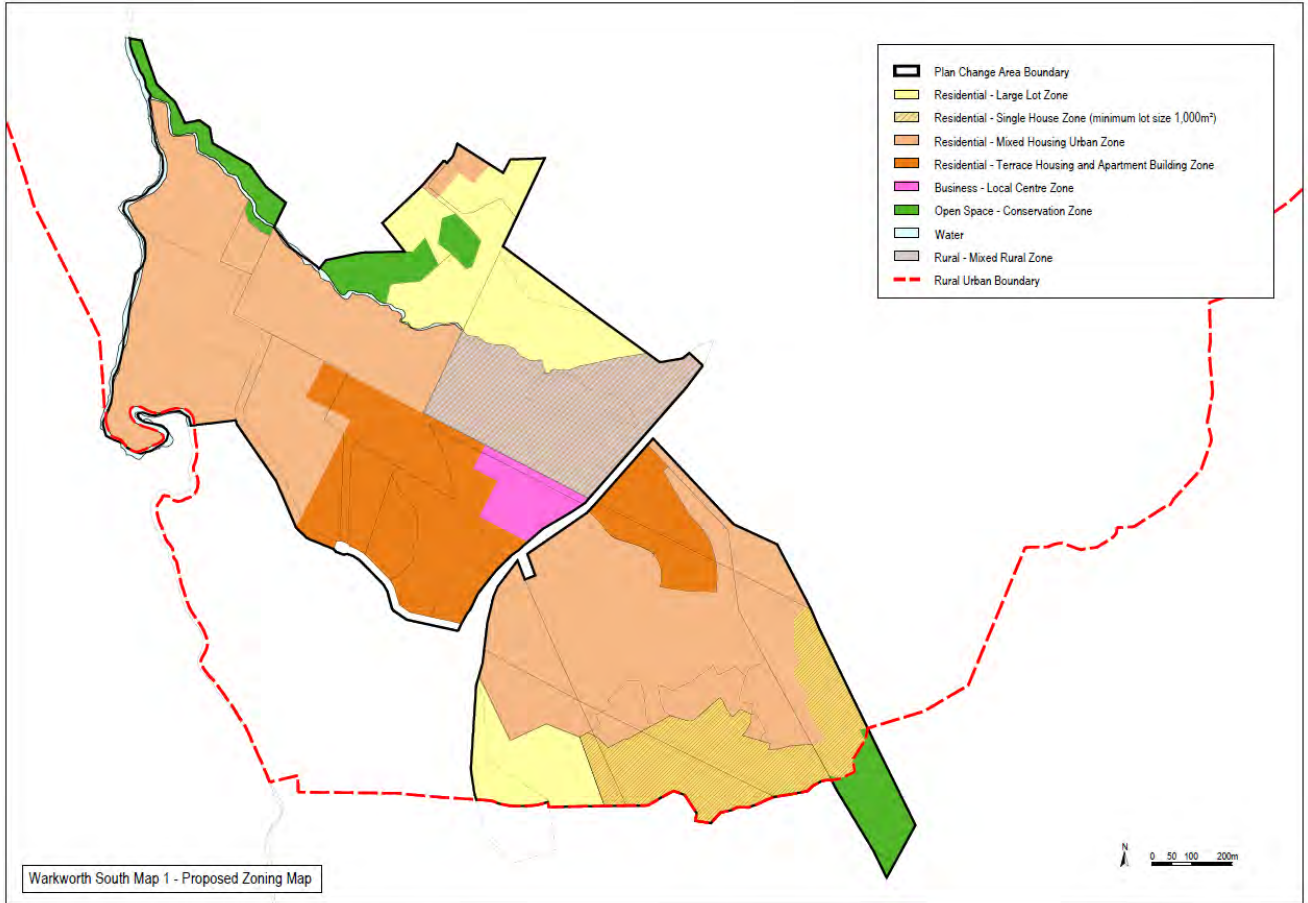 Plan Change Area Boundary
Residential - Large Lot Zone
Residential - Single House Zone (minimum lot size 1,000m²)
Residential - Mixed Housing Urban Zone
Residential - Terrace Housing and Apartment Building Zone
Business - Local Centre Zone
Open Space - Conservation Zone
Water
Rural - Mixed Rural Zone
Rural Urban Boundary
N
0 50 100 200m
Warkworth South Map 1 - Proposed Zoning Map